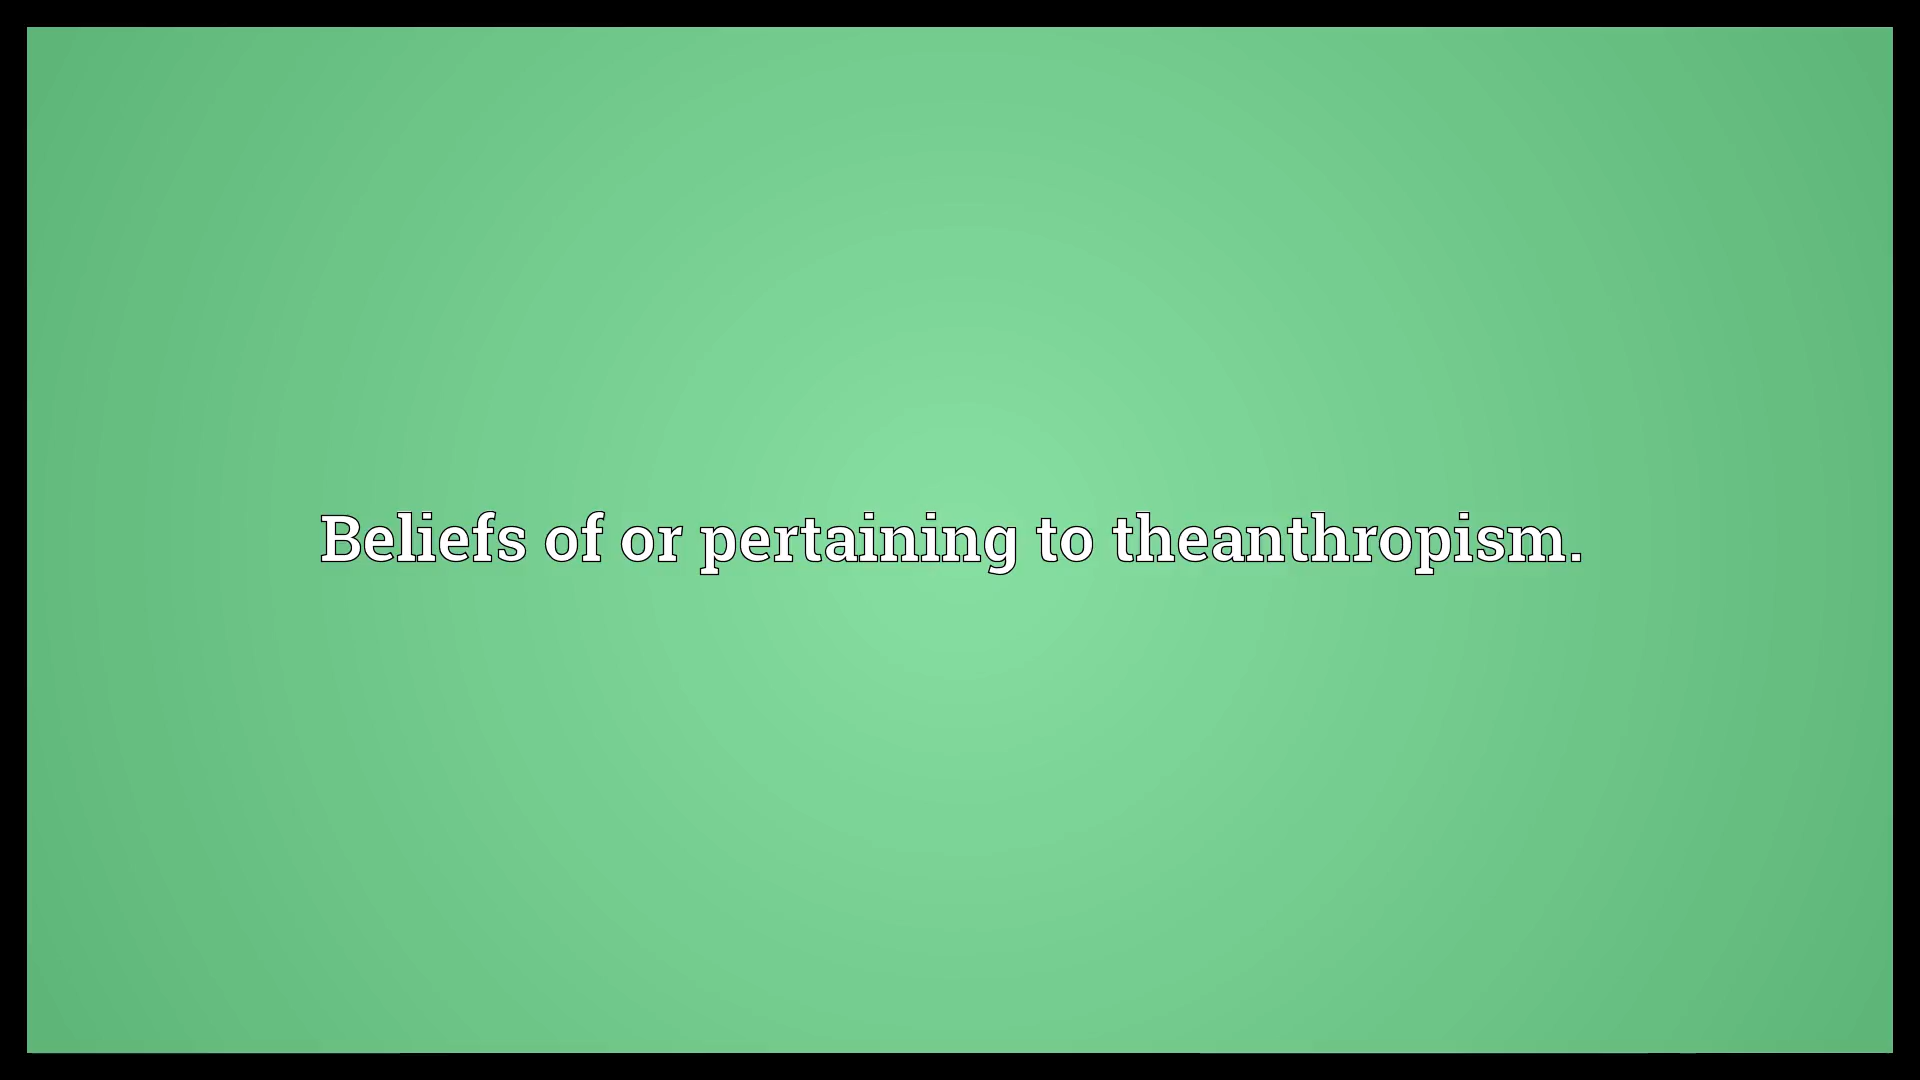 Beliefs of or pertaining to theanthropism.